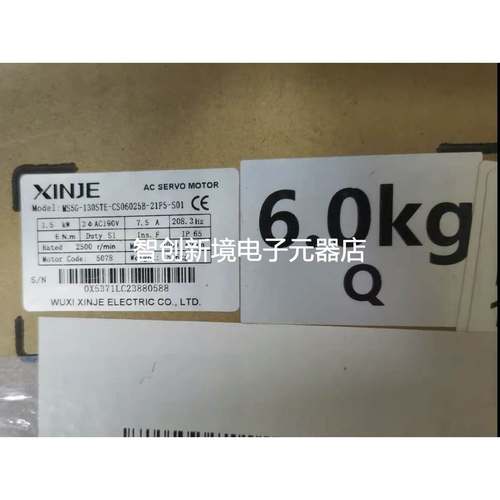 XINJE
AC SERVO MOTOR
Model: MS5G-130STE-CS06025B-21P5-S01
1.5 kW 3ΦAC190V 7.5 A 208.3hz
6 N.m Duty S1 Ins.F IP 65
Rated 2500 r/min
Motor Code: 5078
S/N
0X5371LC23880588
WUXI XINJE ELECTRIC CO., LTD.
6.0kg
Q
智创新境电子元器店